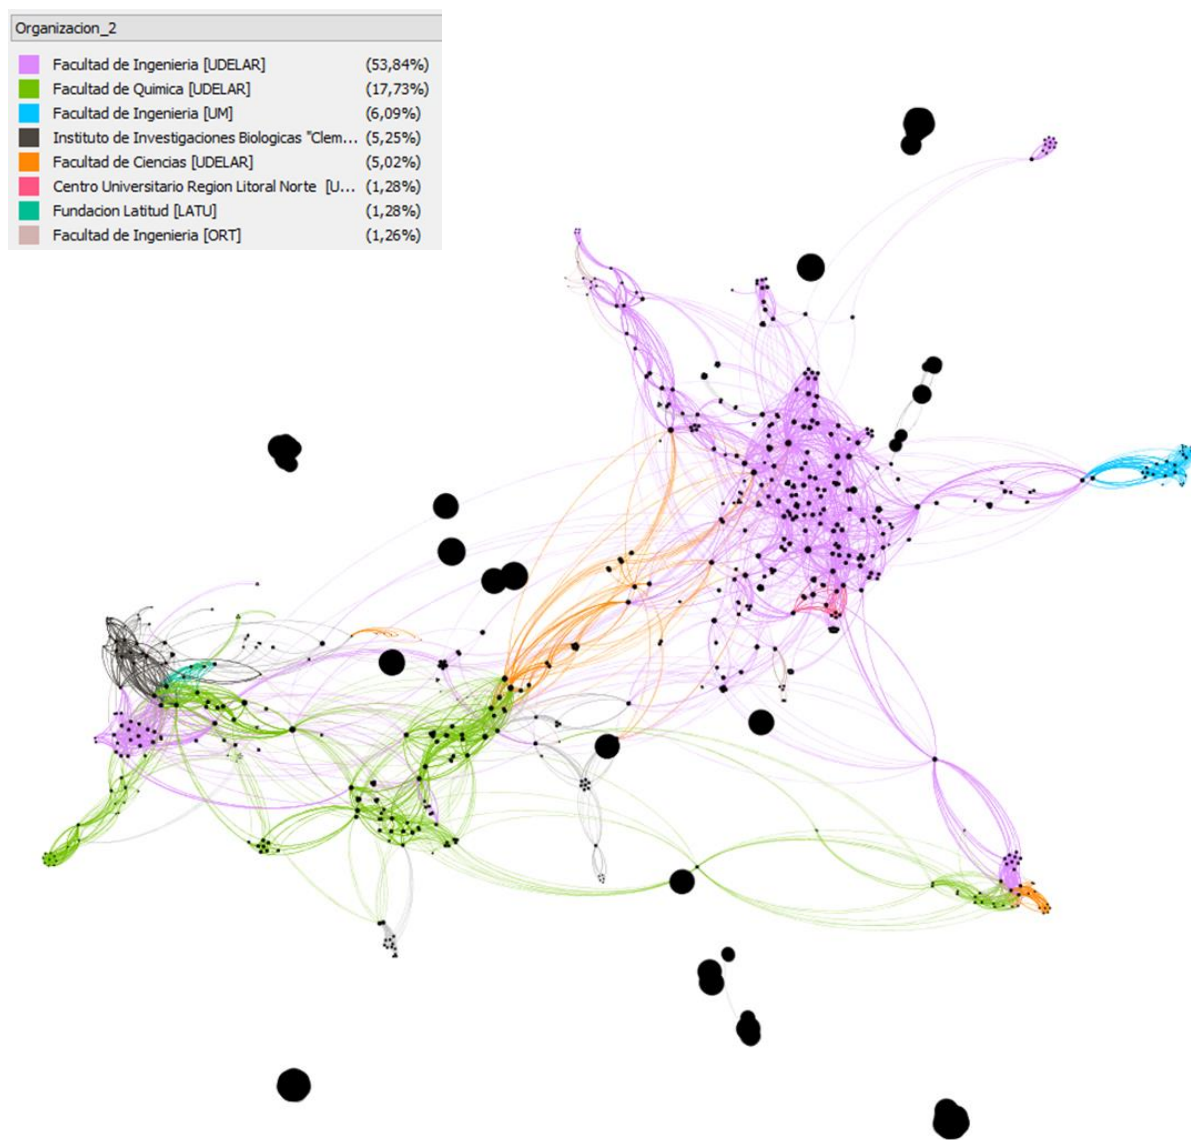 Organizacion_2
Facultad de Ingenieria [UDELAR] (53,84%)
Facultad de Quimica [UDELAR] (17,73%)
Facultad de Ingenieria [UM] (6,09%)
Instituto de Investigaciones Biologicas "Clem... (5,25%)
Facultad de Ciencias [UDELAR] (5,02%)
Centro Universitario Region Litoral Norte [U... (1,28%)
Fundacion Latitud [LATU] (1,28%)
Facultad de Ingenieria [ORT] (1,26%)